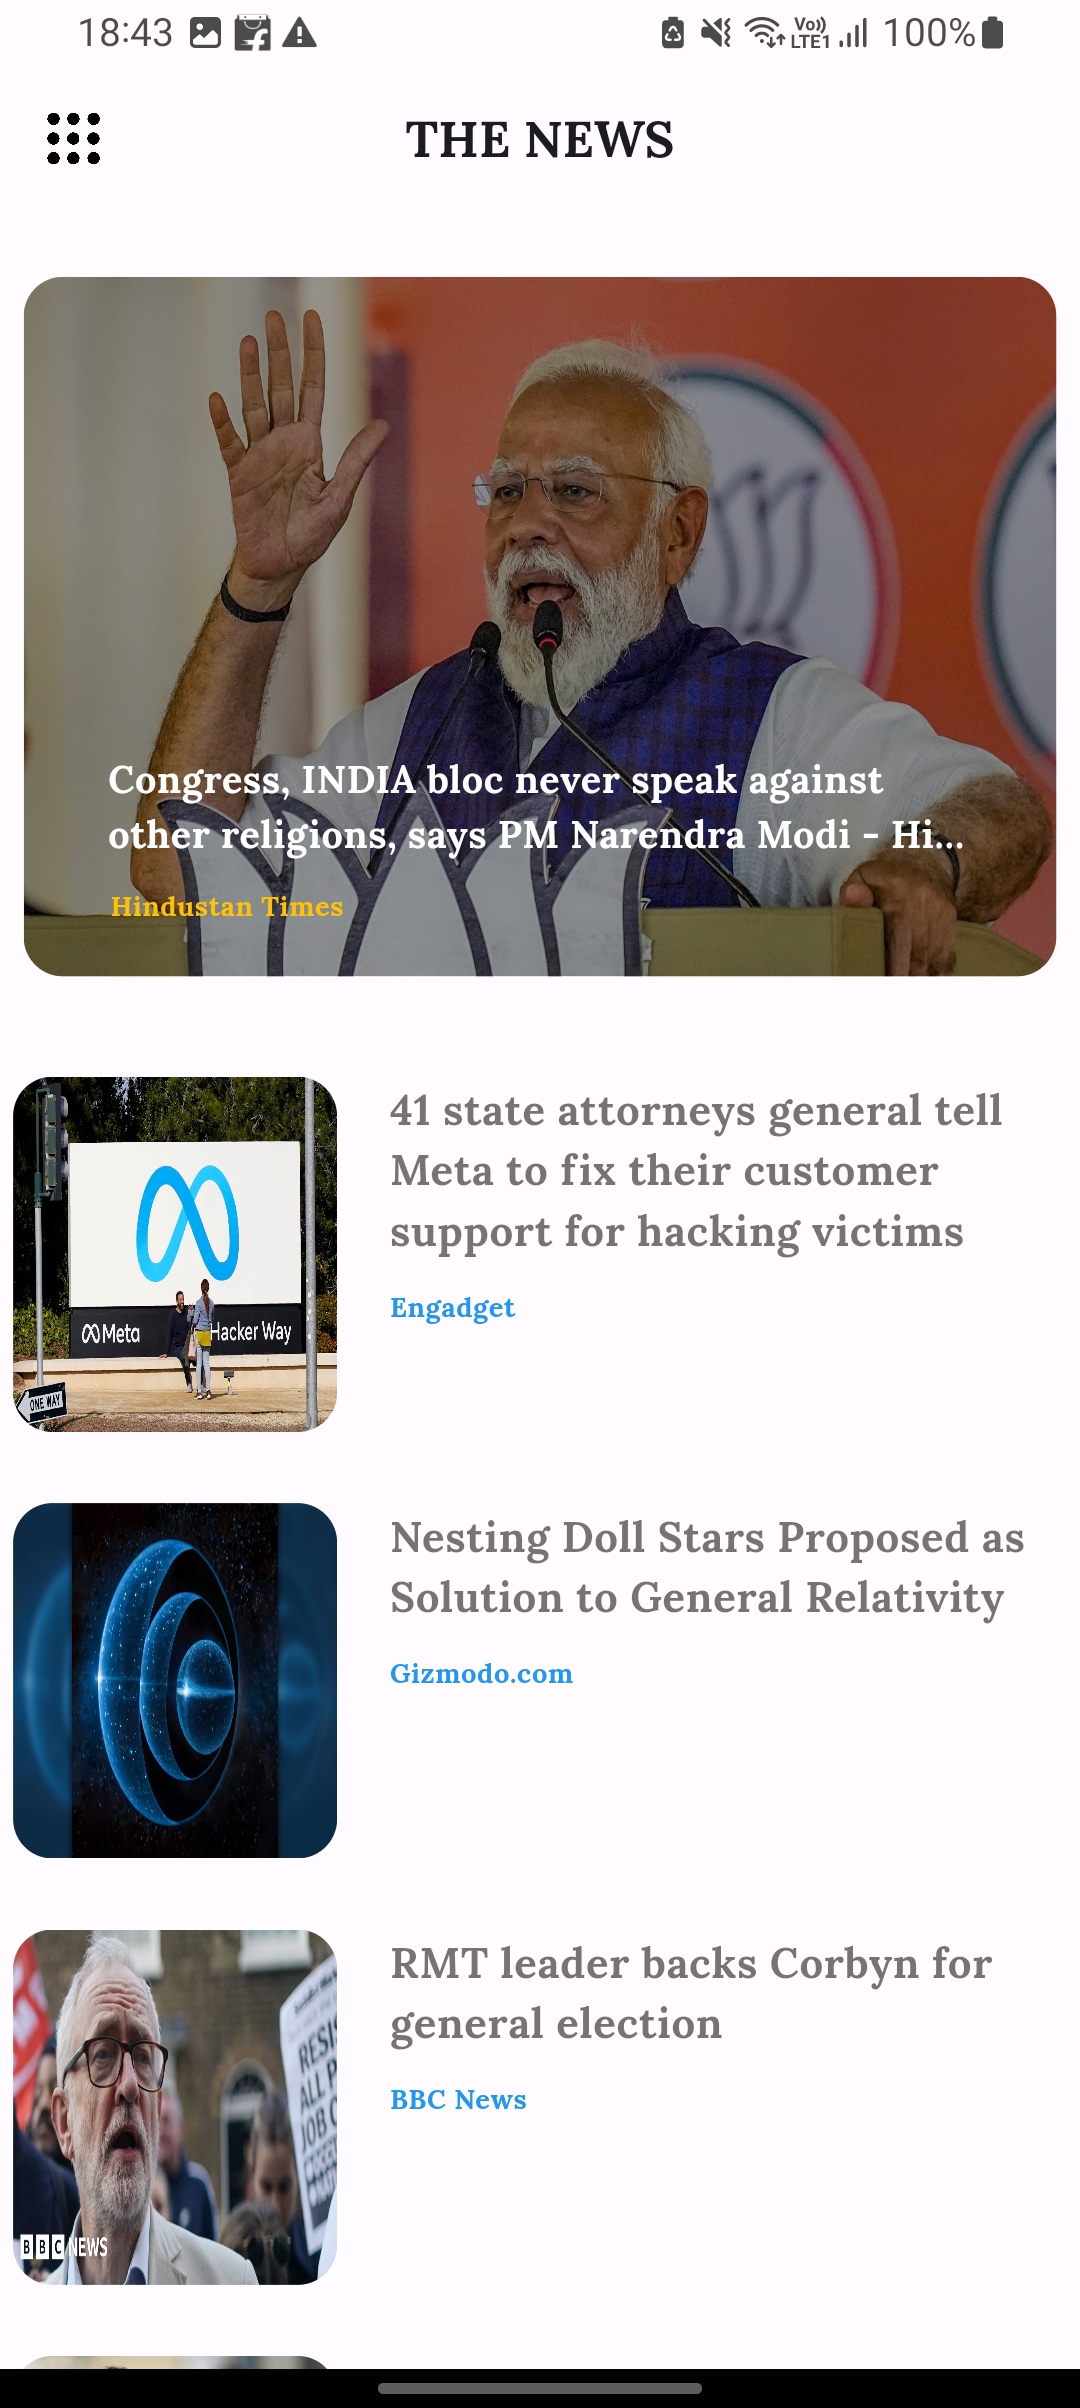 18:43
Vo))
LTE1
100%
THE NEWS
Congress, INDIA bloc never speak against
other religions, says PM Narendra Modi - Hi...
Hindustan Times
41 state attorneys general tell
Meta to fix their customer
support for hacking victims
Engadget
Meta
Hacker Way
ONE WAY
Nesting Doll Stars Proposed as
Solution to General Relativity
Gizmodo.com
RMT leader backs Corbyn for
general election
BBC News
ALL
JOB
BBC NEWS